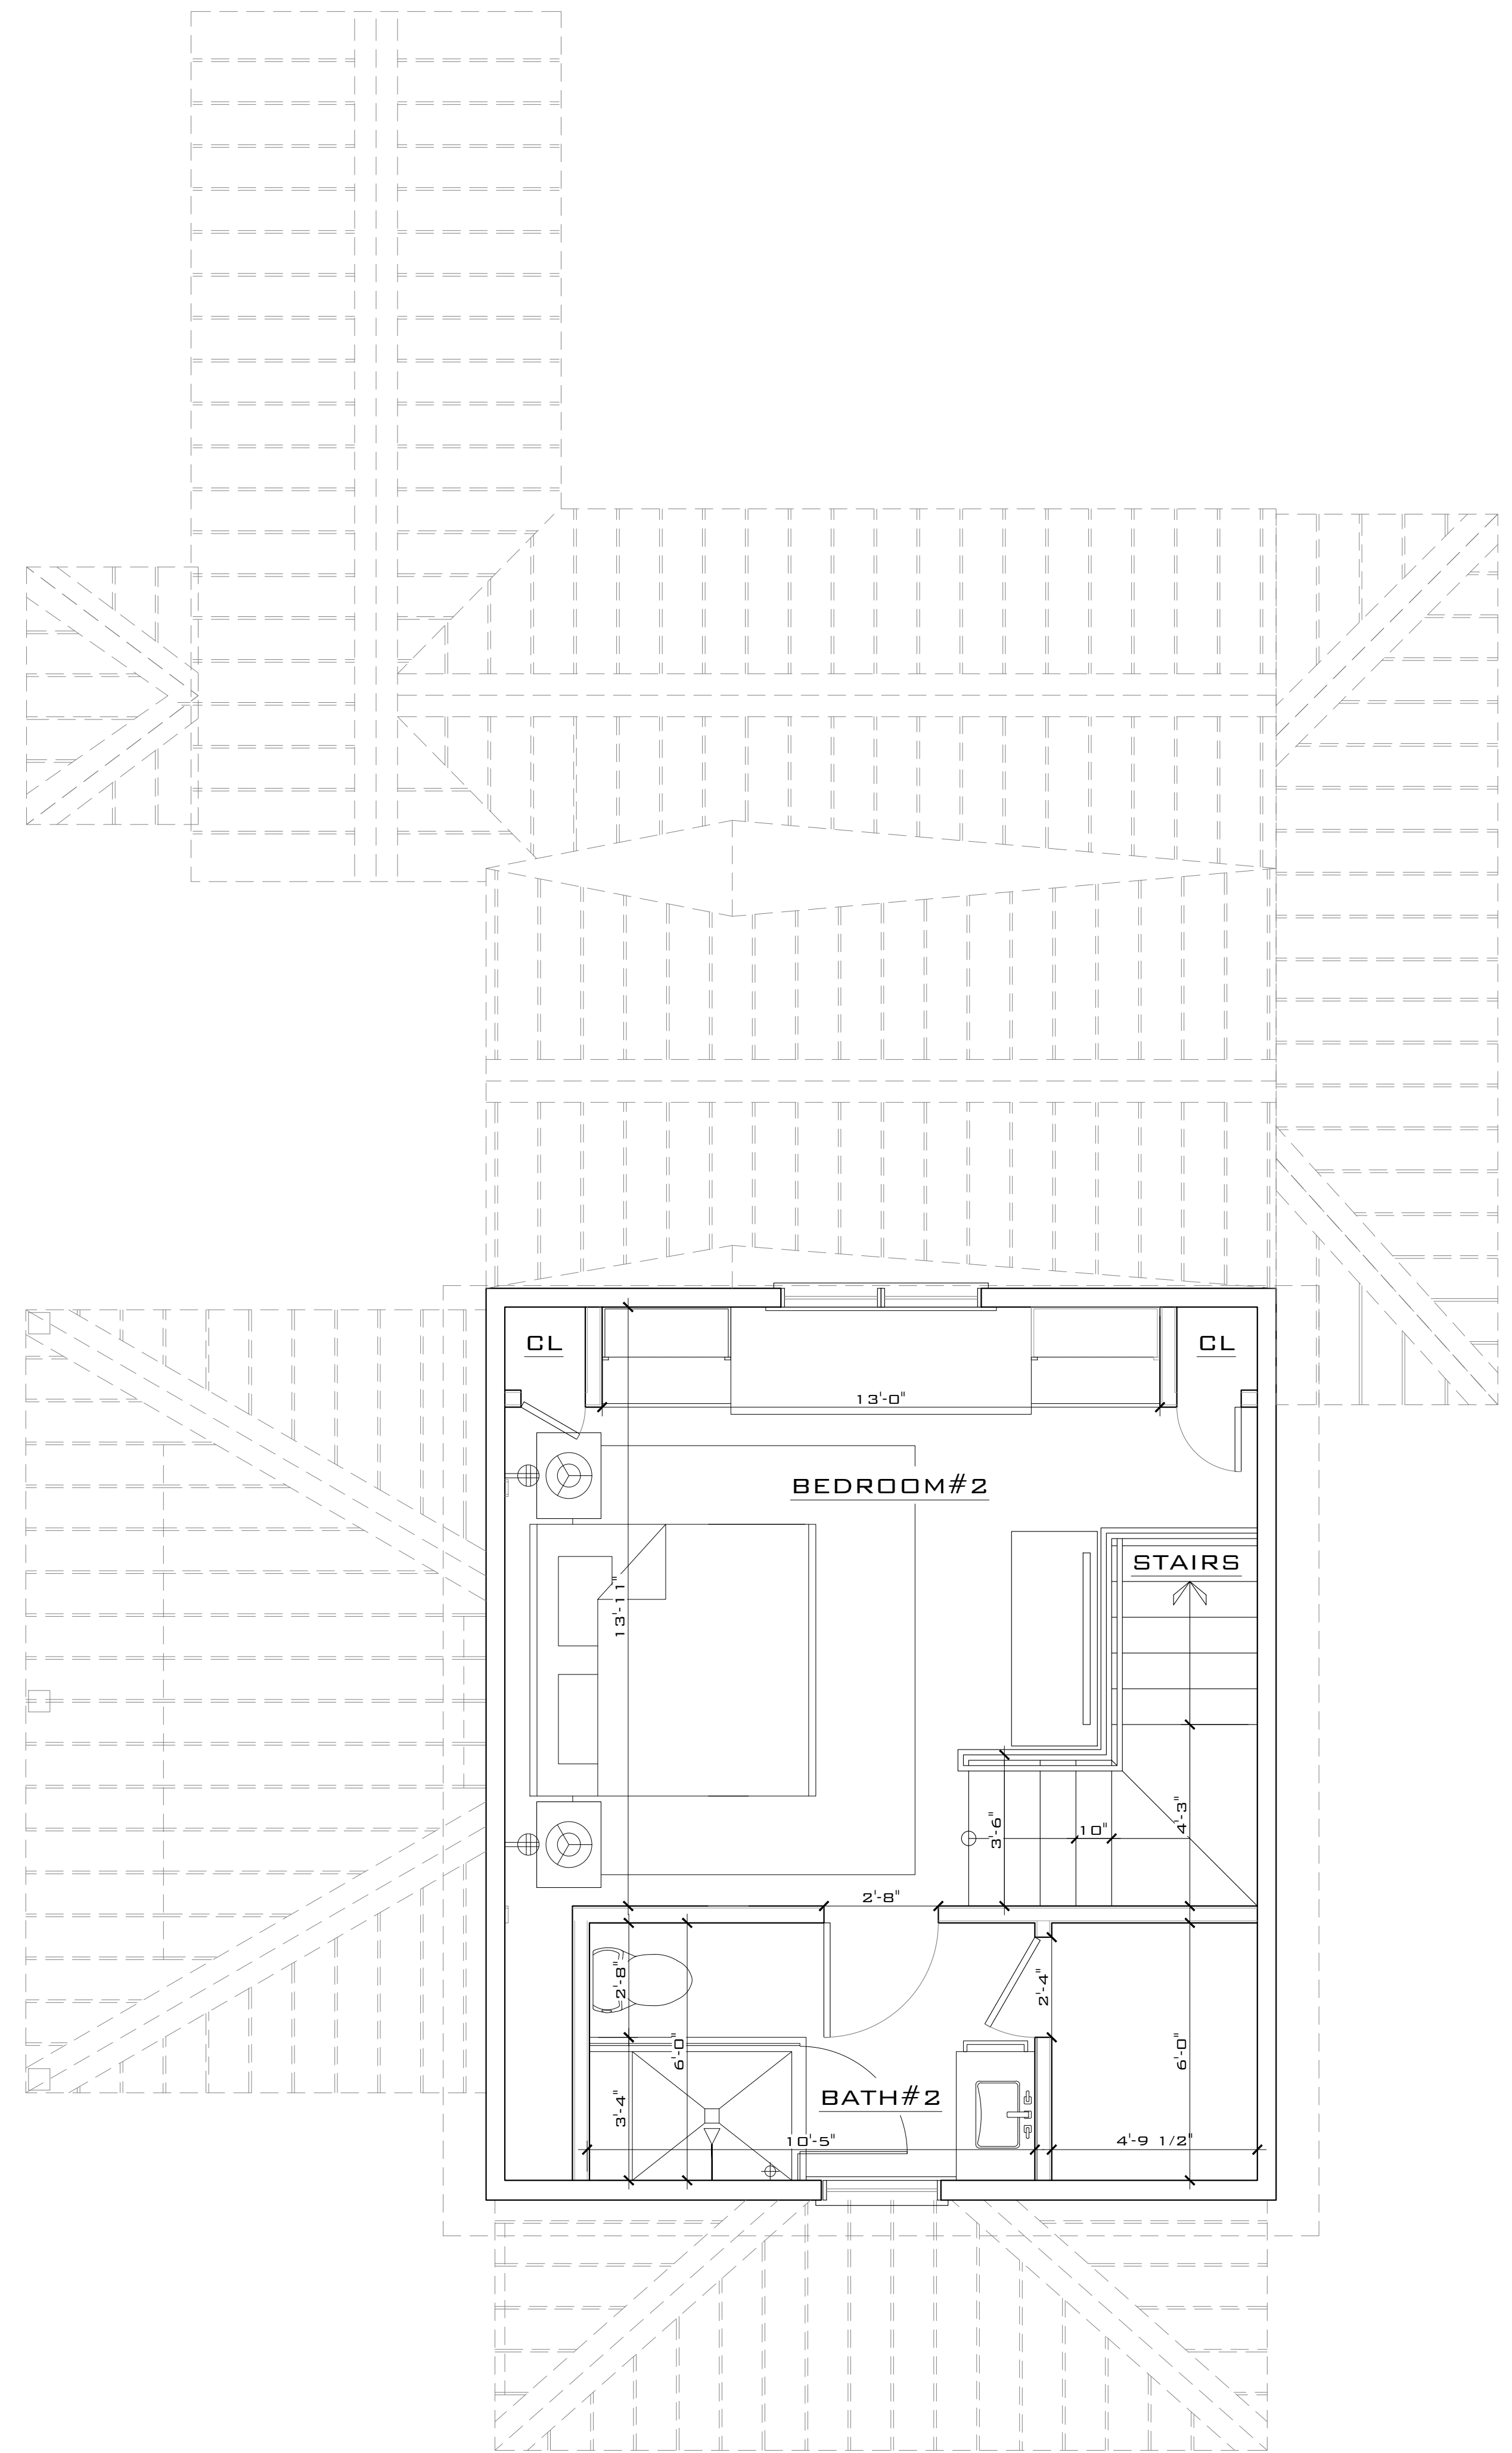 CL
CL
13'-0"
BEDROOM#2
STAIRS
13'-11"
3'-6"
10"
4'-3"
2'-8"
2'-8"
2'-4"
6'-0"
6'-0"
3'-4"
BATH#2
10'-5"
4'-9 1/2"